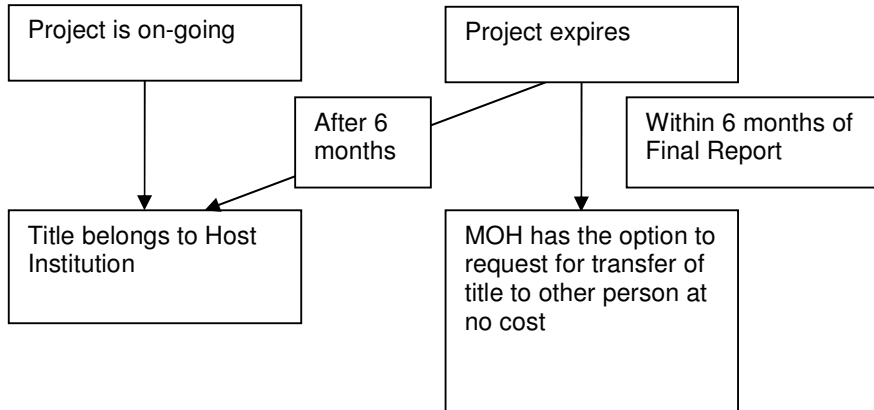 Project is on-going
Project expires
After 6
months
Within 6 months of
Final Report
Title belongs to Host
Institution
MOH has the option to
request for transfer of
title to other person at
no cost